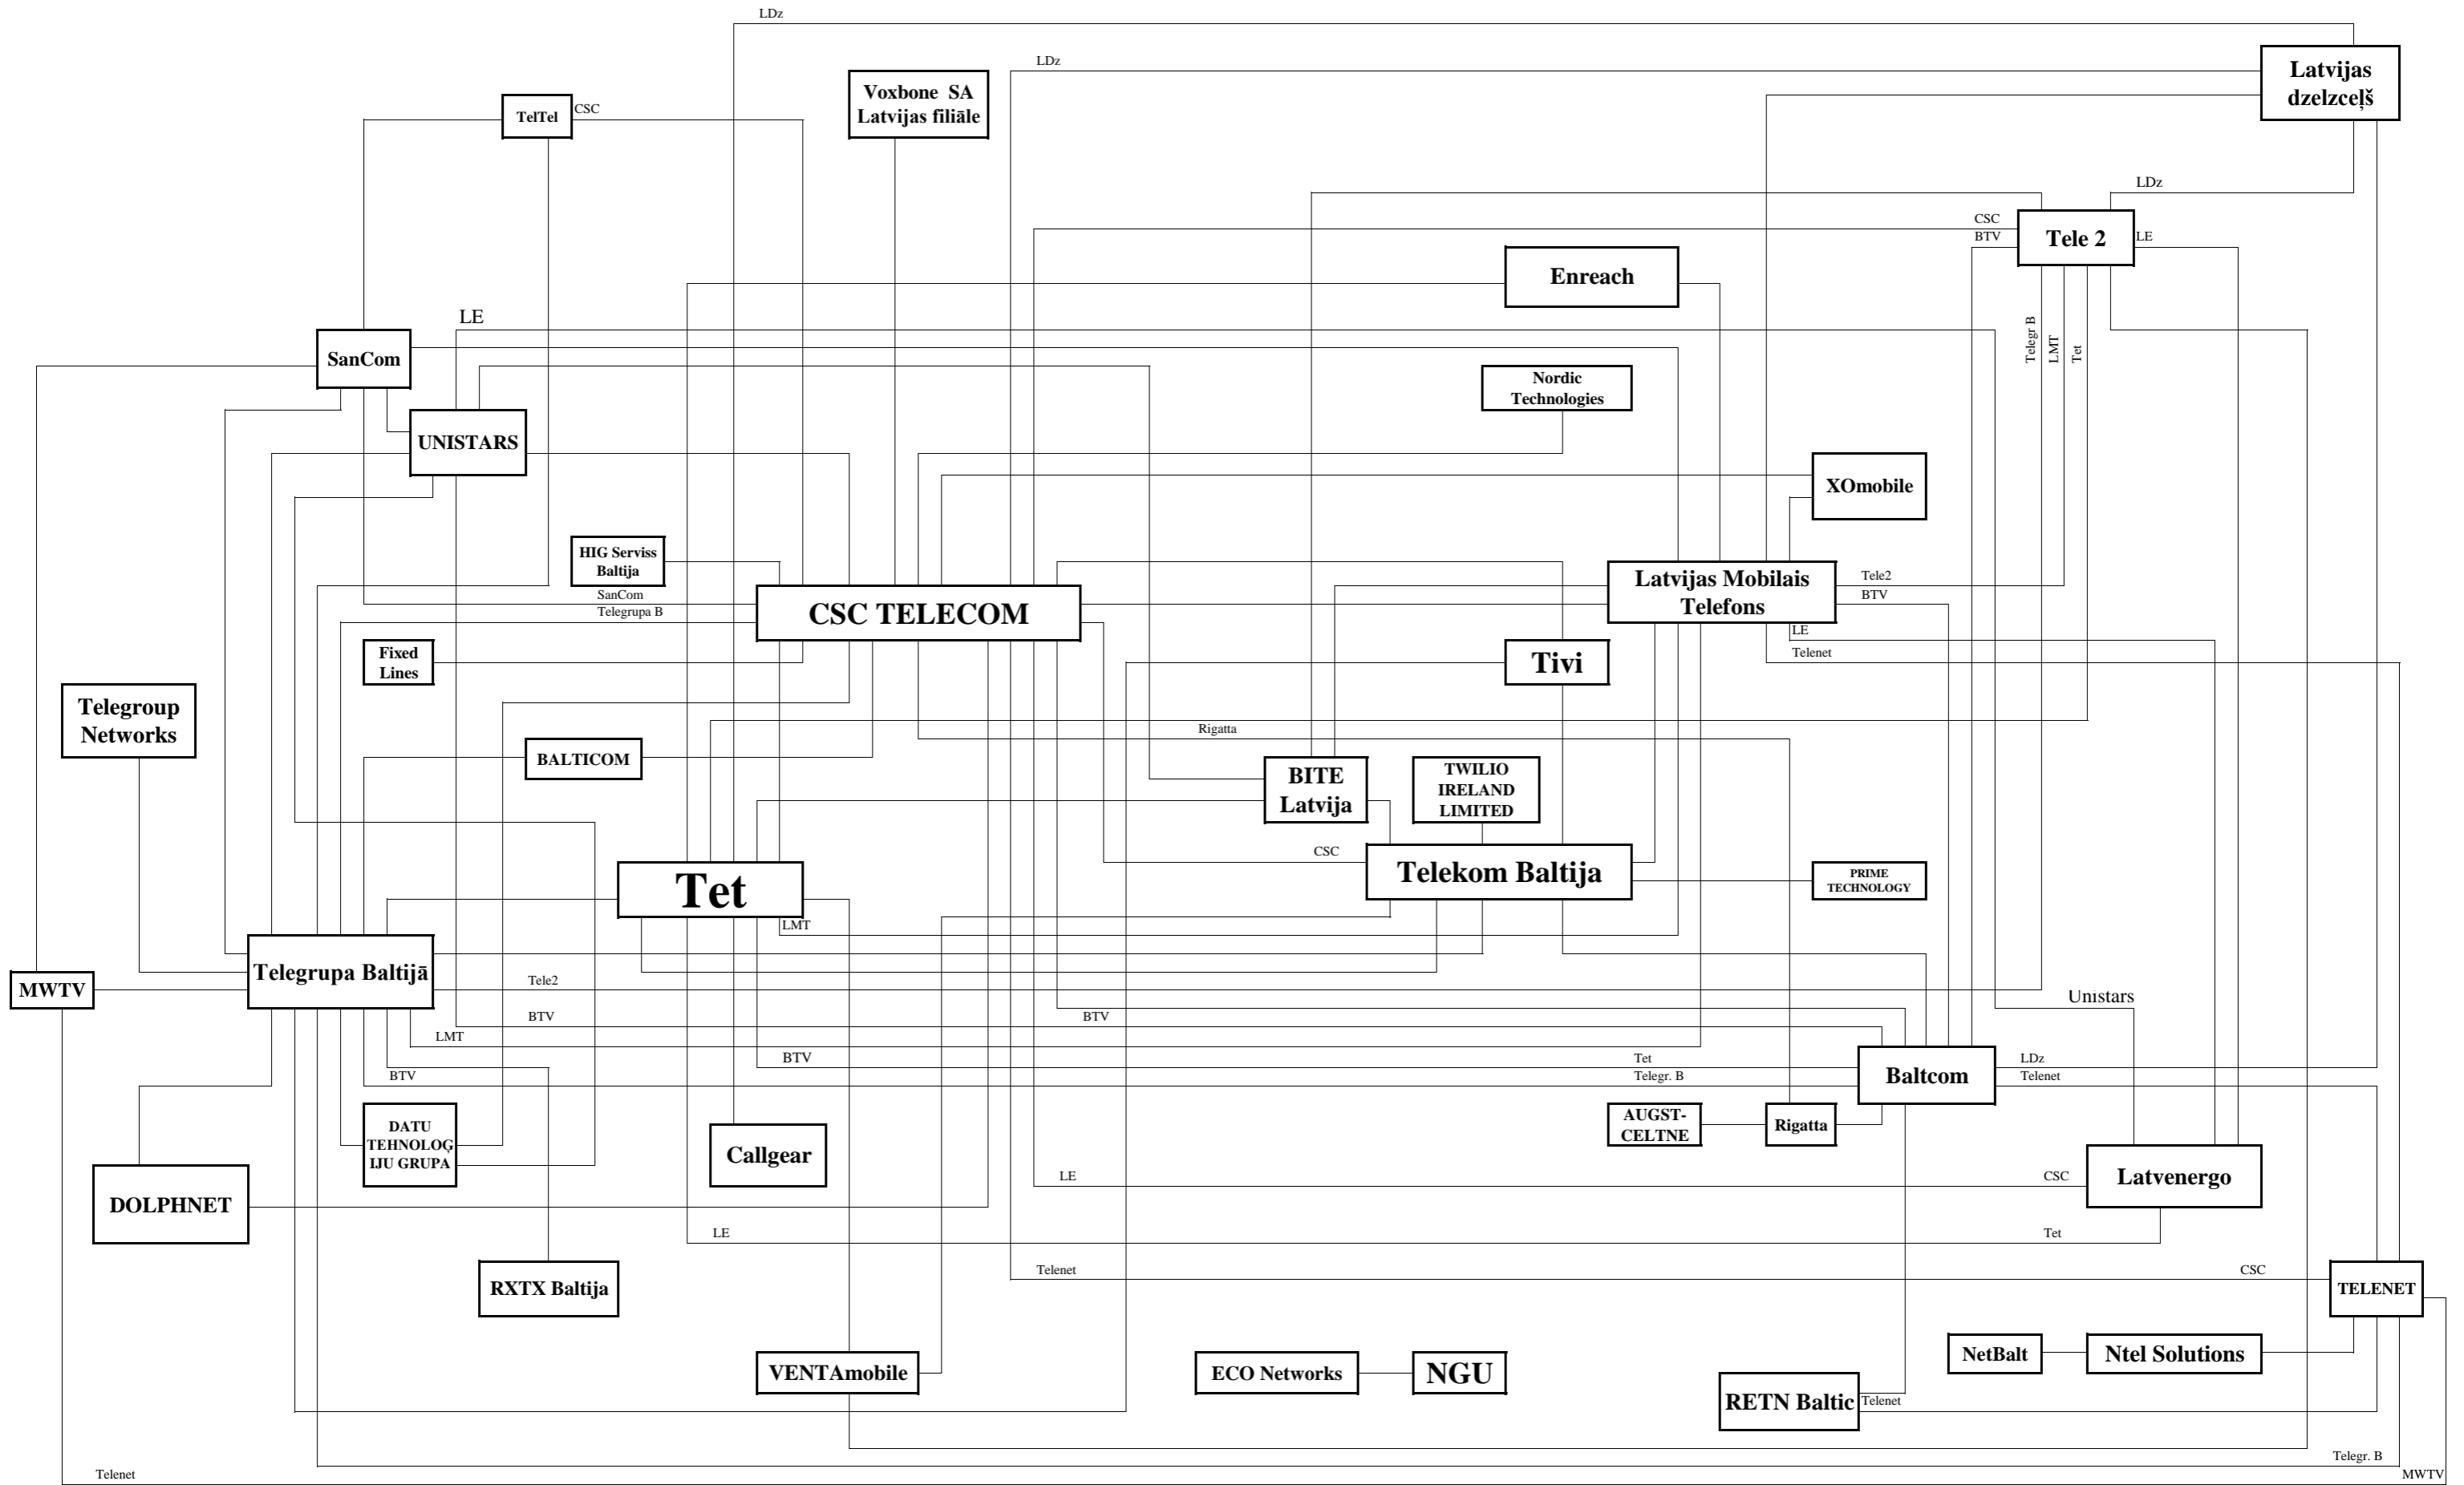 LDz
LDz
Latvijas
dzelzceļš
Voxbone SA
Latvijas filiāle
TelTel
CSC
LDz
CSC
BTV
Tele 2
LE
Enreach
LE
Telegr B
LMT
Tet
SanCom
Nordic
Technologies
UNISTARS
XOmobile
HIG Serviss
Baltija
SanCom
Telegrupa B
CSC TELECOM
Latvijas Mobilais
Telefons
Tele2
BTV
LE
Telenet
Fixed
Lines
Tivi
Telegroup
Networks
Rigatta
BALTICOM
BITE
Latvija
TWILIO
IRELAND
LIMITED
CSC
Telekom Baltija
PRIME
TECHNOLOGY
Tet
LMT
Telegrupa Baltijā
MWTV
Tele2
Unistars
BTV
BTV
LMT
BTV
Tet
LDz
BTV
Telegr. B
Baltcom
Telenet
DATU
TEHNOLOĢ
IJU GRUPA
AUGST-
CELTNE
Rigatta
Callgear
DOLPHNET
LE
CSC
Latvenergo
LE
Tet
RXTX Baltija
Telenet
CSC
TELENET
VENTAmobile
ECO Networks
NGU
NetBalt
Ntel Solutions
RETN Baltic
Telenet
Telegr. B
Telenet
MWTV